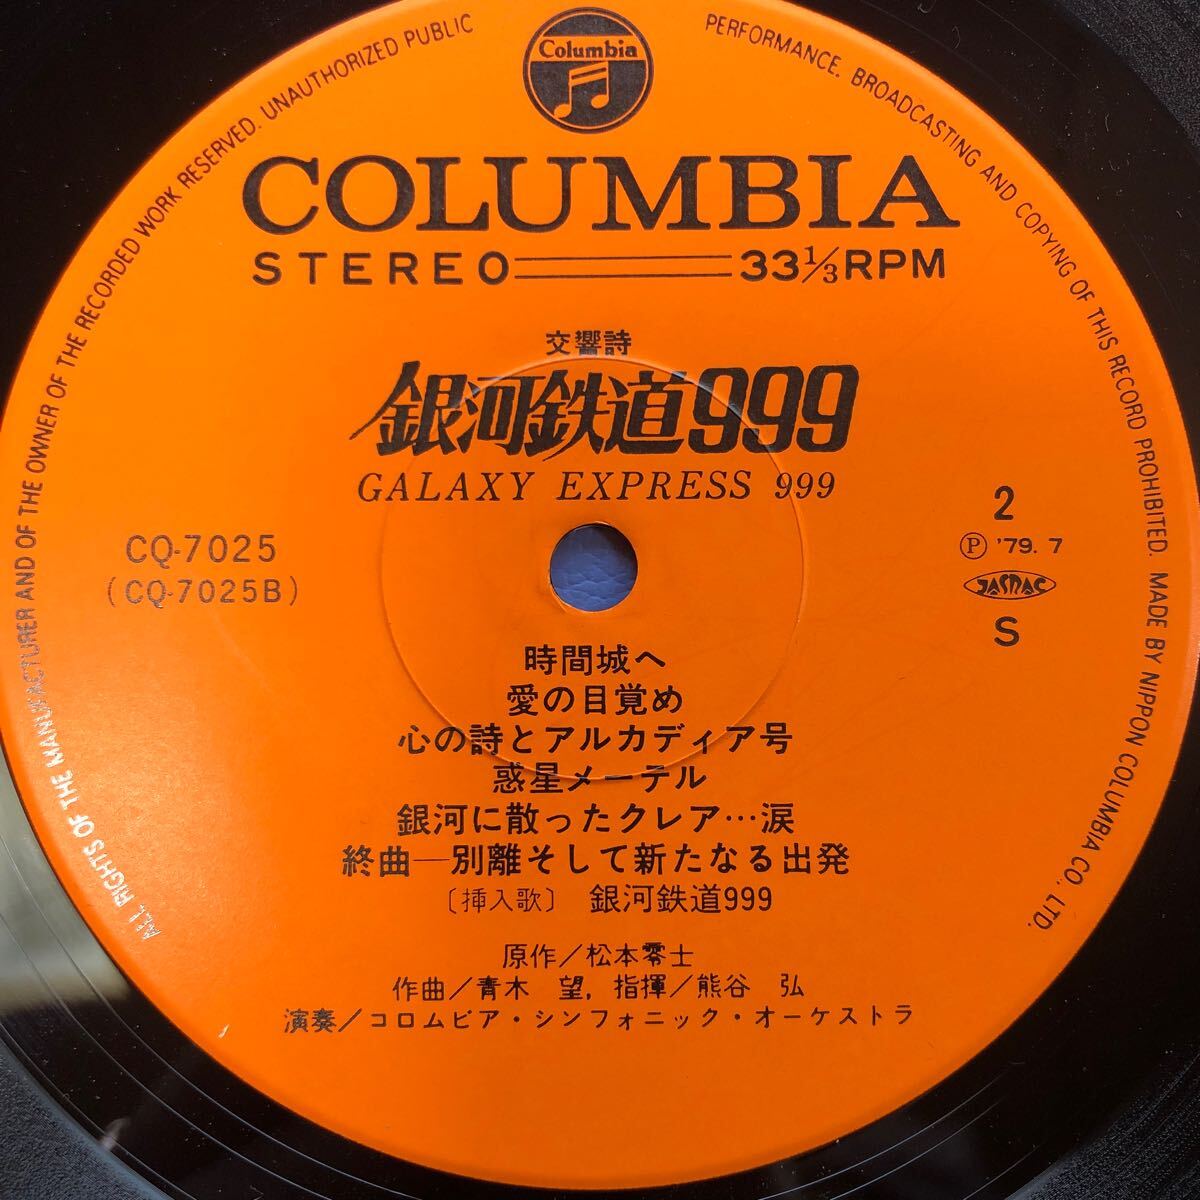 Columbia
ALL RIGHTS OF THE MANUFACTURER AND OF THE OWNER OF THE RECORDED WORK RESERVED. UNAUTHORIZED PUBLIC PERFORMANCE, BROADCASTING AND COPYING OF THIS RECORD PROHIBITED. MADE BY NIPPON COLUMBIA CO., LTD.
COLUMBIA
STEREO 33⅓RPM
交響詩
銀河鉄道999
GALAXY EXPRESS 999
CQ-7025
(CQ-7025B)
2
Ⓟ '79. 7
JASRAC
S
時間城へ
愛の目覚め
心の詩とアルカディア号
惑星メーテル
銀河に散ったクレア…涙
終曲—別離そして新たなる出発
〔挿入歌〕 銀河鉄道999
原作/松本零士
作曲/青木 望, 指揮/熊谷 弘
演奏/コロムビア・シンフォニック・オーケストラ